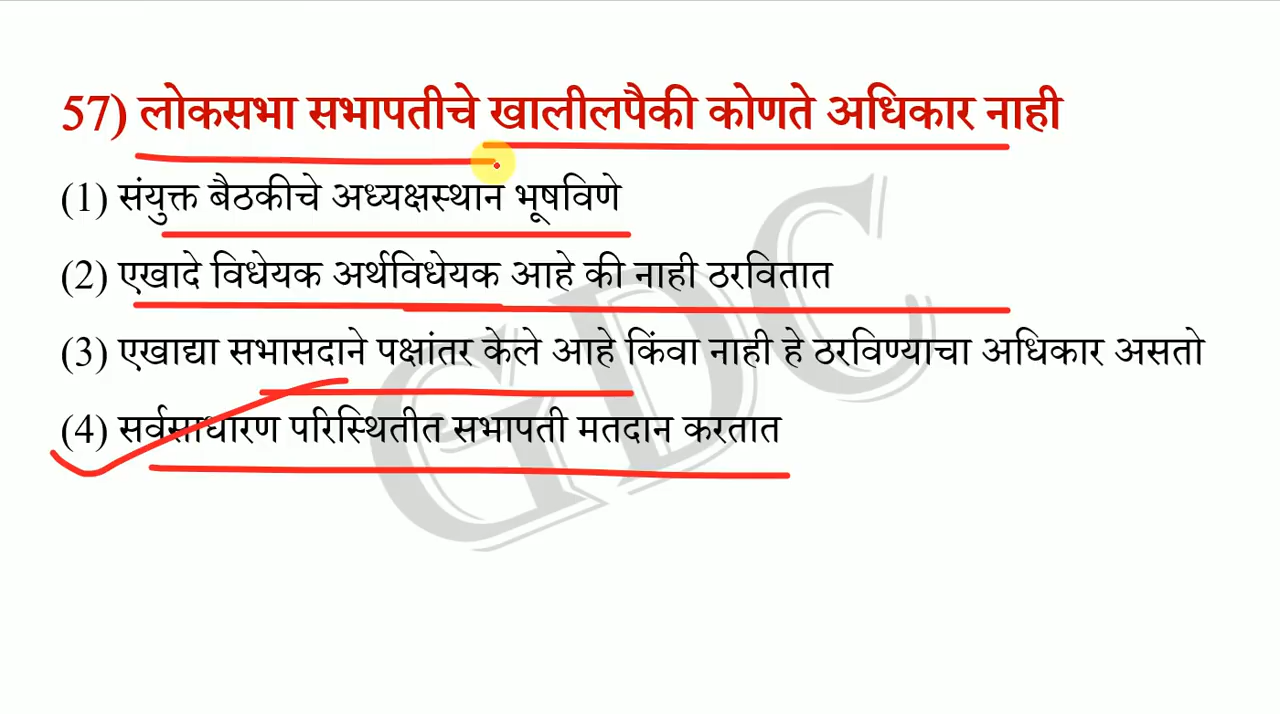 57) लोकसभा सभापतीचे खालीलपैकी कोणते अधिकार नाही
(1) संयुक्त बैठकीचे अध्यक्षस्थान भूषविणे
(2) एखादे विधेयक अर्थविधेयक आहे की नाही ठरवितात
(3) एखाद्या सभासदाने पक्षांतर केले आहे किंवा नाही हे ठरविण्याचा अधिकार असतो
(4) सर्वसाधारण परिस्थितीत सभापती मतदान करतात
GDC